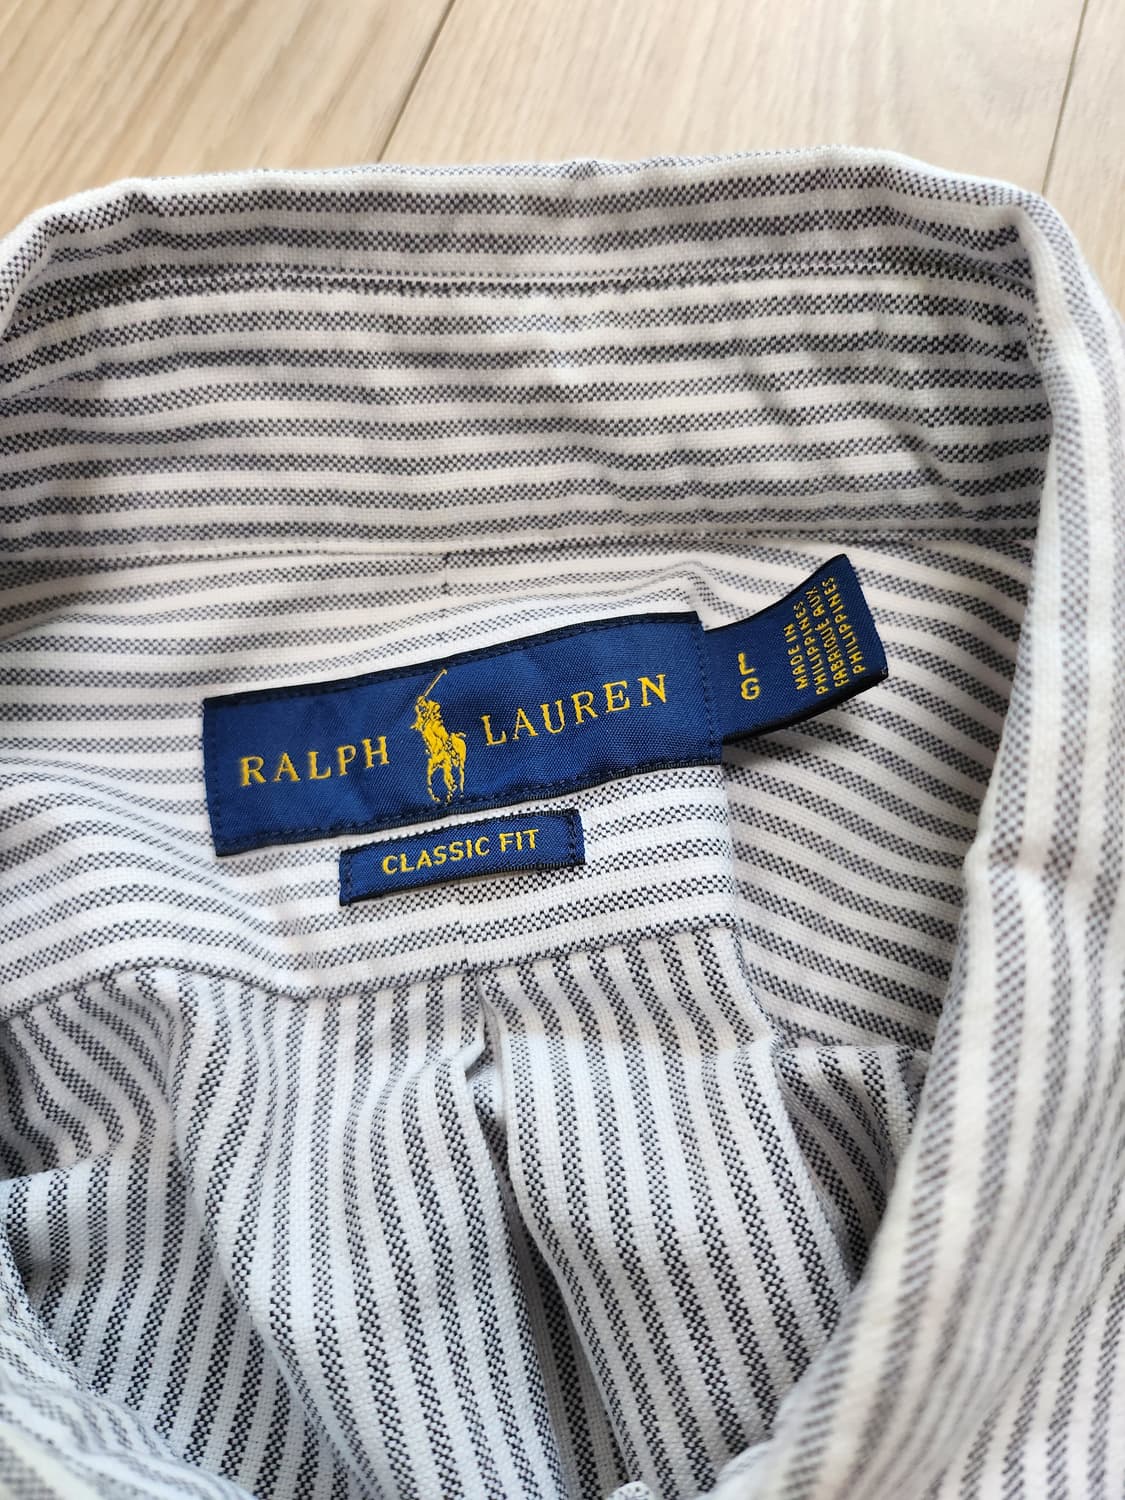 RALPH LAUREN
CLASSIC FIT
L
G
MADE IN
PHILIPPINES
FABRIQUÉ AUX
PHILIPPINES